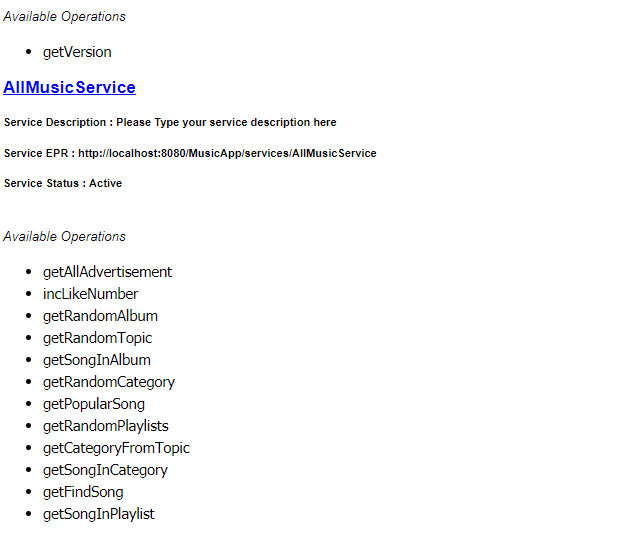 Available Operations
getVersion
AllMusicService
Service Description : Please Type your service description here
Service EPR : http://localhost:8080/MusicApp/services/AllMusicService
Service Status : Active
Available Operations
getAllAdvertisement
incLikeNumber
getRandomAlbum
getRandomTopic
getSongInAlbum
getRandomCategory
getPopularSong
getRandomPlaylists
getCategoryFromTopic
getSongInCategory
getFindSong
getSongInPlaylist